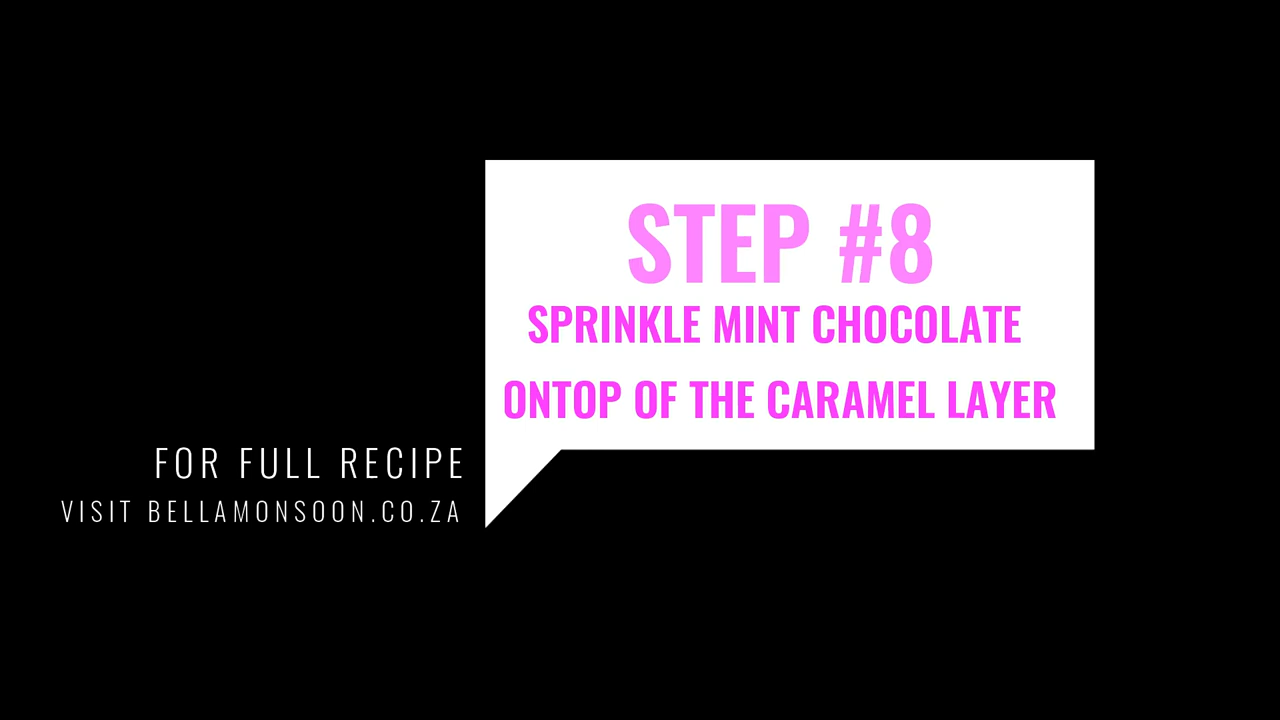 STEP #8
SPRINKLE MINT CHOCOLATE
ONTOP OF THE CARAMEL LAYER
FOR FULL RECIPE
VISIT BELLAMONSOON.CO.ZA